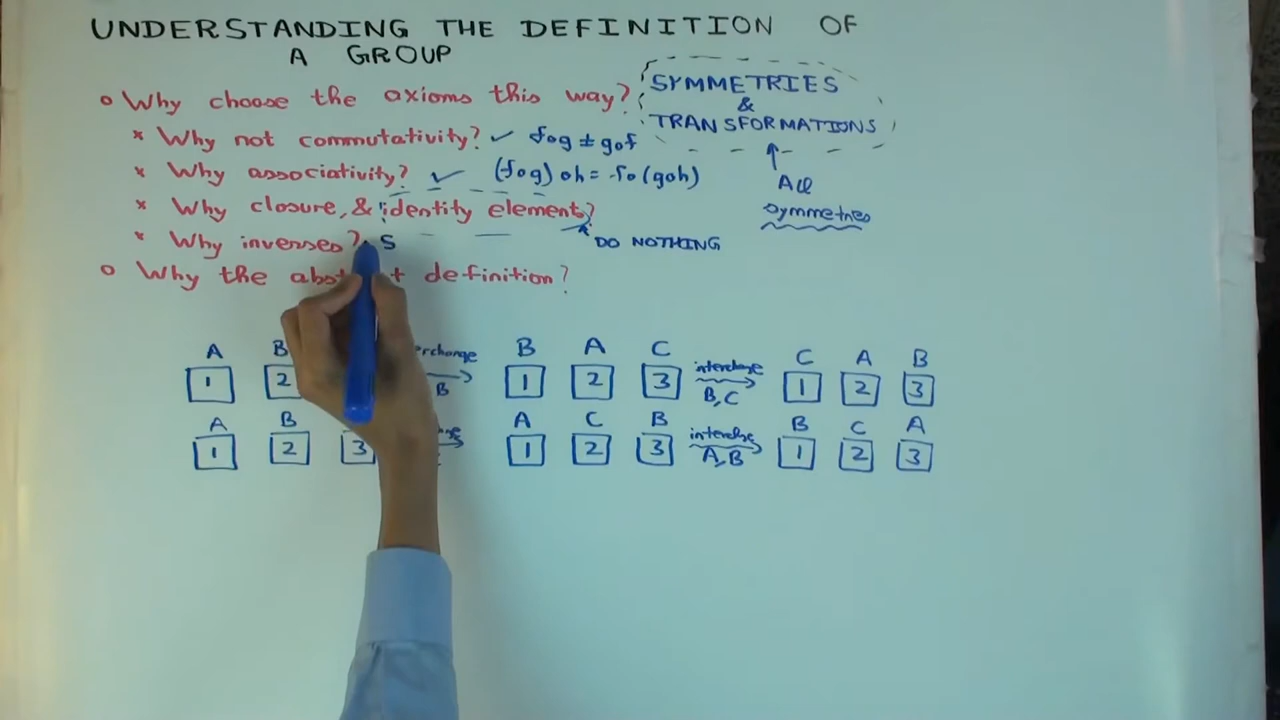 UNDERSTANDING THE DEFINITION OF
A GROUP
o Why choose the axioms this way? SYMMETRIES
&
TRANSFORMATIONS
* Why not commutativity? ✓ fog ≠ gof
* Why associativity? ✓ (fog) oh = fo (goh)
All
symmetries
* Why closure, & identity element?
DO NOTHING
* Why inverses? S
o Why the definition?
A B
1 2
B
B A C
1 2 3
interchange
B, C
C A B
1 2 3
A B
1 2 3
A C B
1 2 3
interchange
A, B
B C A
1 2 3